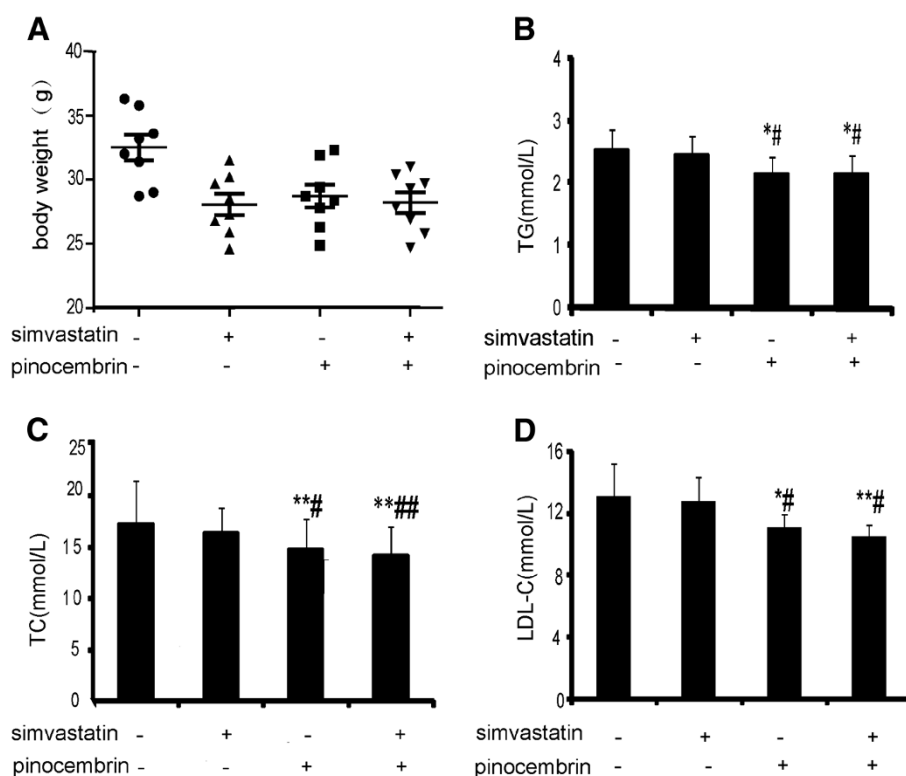 A
body weight (g)
40
35
30
25
20
simvastatin - + - +
pinocembrin - - + +
B
TG(mmol/L)
4
3
2
1
0
*# *#
simvastatin - + - +
pinocembrin - - + +
C
TC(mmol/L)
25
20
15
10
5
0
**# **##
simvastatin - + - +
pinocembrin - - + +
D
LDL-C(mmol/L)
16
12
8
4
0
*# **#
simvastatin - + - +
pinocembrin - - + +